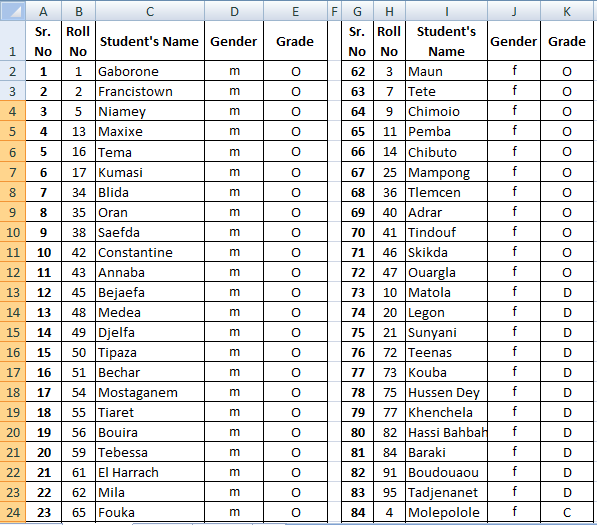 A B C D E F G H I J K
1 Sr. No Roll No Student's Name Gender Grade Sr. No Roll No Student's Name Gender Grade
2 1 1 Gaborone m O 62 3 Maun f O
3 2 2 Francistown m O 63 7 Tete f O
4 3 5 Niamey m O 64 9 Chimoio f O
5 4 13 Maxixe m O 65 11 Pemba f O
6 5 16 Tema m O 66 14 Chibuto f O
7 6 17 Kumasi m O 67 25 Mampong f O
8 7 34 Blida m O 68 36 Tlemcen f O
9 8 35 Oran m O 69 40 Adrar f O
10 9 38 Saefda m O 70 41 Tindouf f O
11 10 42 Constantine m O 71 46 Skikda f O
12 11 43 Annaba m O 72 47 Ouargla f O
13 12 45 Bejaefa m O 73 10 Matola f D
14 13 48 Medea m O 74 20 Legon f D
15 14 49 Djelfa m O 75 21 Sunyani f D
16 15 50 Tipaza m O 76 72 Teenas f D
17 16 51 Bechar m O 77 73 Kouba f D
18 17 54 Mostaganem m O 78 75 Hussen Dey f D
19 18 55 Tiaret m O 79 77 Khenchela f D
20 19 56 Bouira m O 80 82 Hassi Bahbah f D
21 20 59 Tebessa m O 81 84 Baraki f D
22 21 61 El Harrach m O 82 91 Boudouaou f D
23 22 62 Mila m O 83 95 Tadjenanet f D
24 23 65 Fouka m O 84 4 Molepolole f C